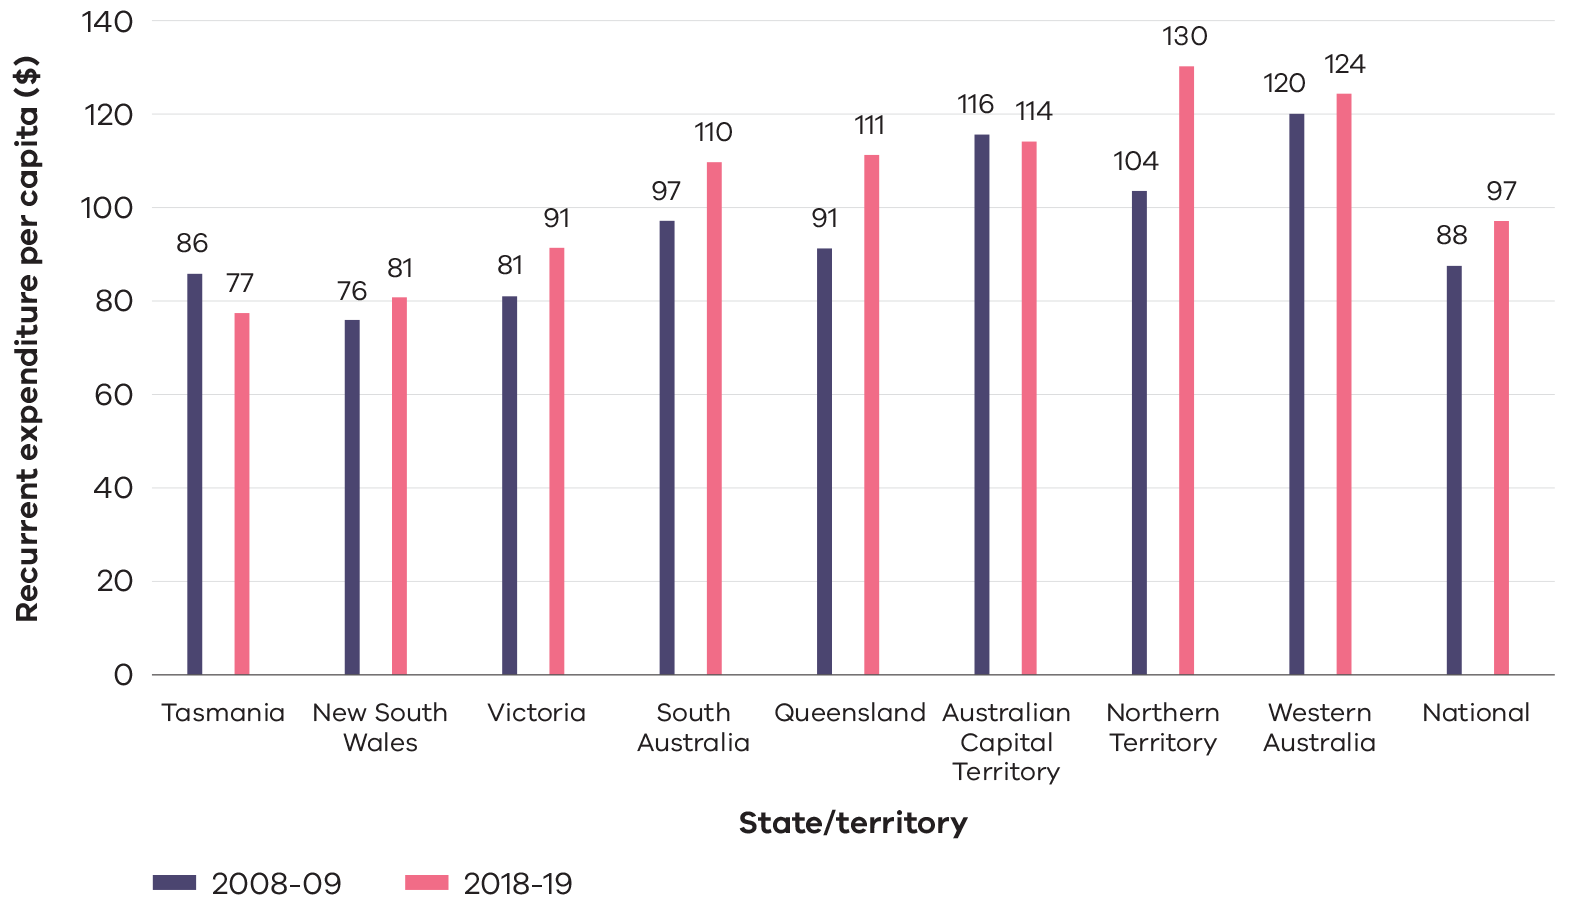 Recurrent expenditure per capita ($)
140
120
100
80
60
40
20
0
86
77
76
81
81
91
97
110
91
111
116
114
104
130
120
124
88
97
Tasmania
New South
Wales
Victoria
South
Australia
Queensland
Australian
Capital
Territory
Northern
Territory
Western
Australia
National
State/territory
2008-09
2018-19